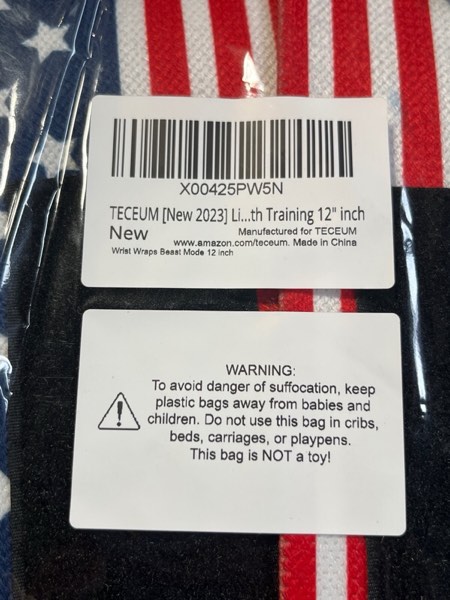 X00425PW5N
TECEUM [New 2023] Li...th Training 12" inch
New
Manufactured for TECEUM
www.amazon.com/teceum. Made in China
Wrist Wraps Beast Mode 12 inch
WARNING:
To avoid danger of suffocation, keep
plastic bags away from babies and
children. Do not use this bag in cribs,
beds, carriages, or playpens.
This bag is NOT a toy!